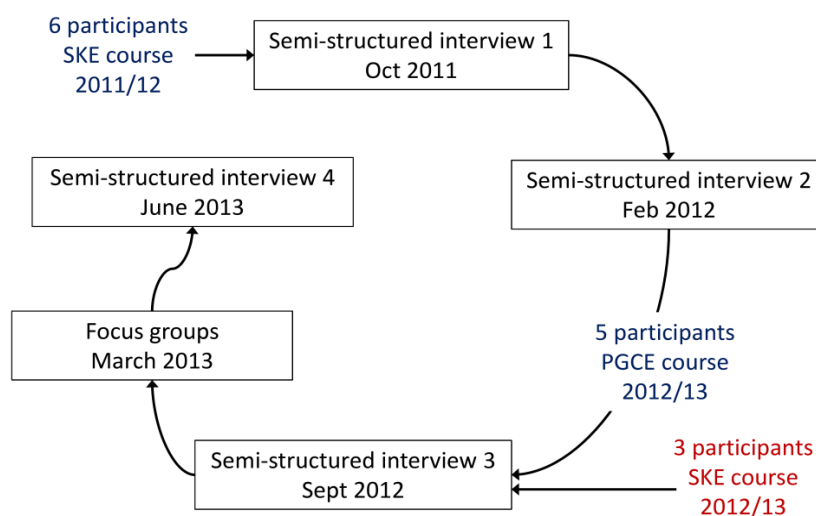 6 participants
SKE course
2011/12
Semi-structured interview 1
Oct 2011
Semi-structured interview 2
Feb 2012
5 participants
PGCE course
2012/13
3 participants
SKE course
2012/13
Semi-structured interview 3
Sept 2012
Focus groups
March 2013
Semi-structured interview 4
June 2013